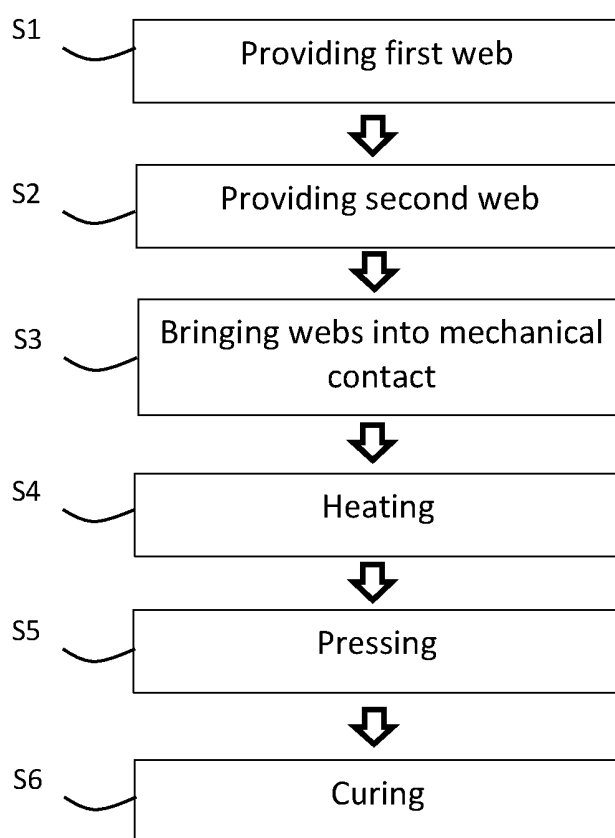 S1
Providing first web
S2
Providing second web
S3
Bringing webs into mechanical
contact
S4
Heating
S5
Pressing
S6
Curing